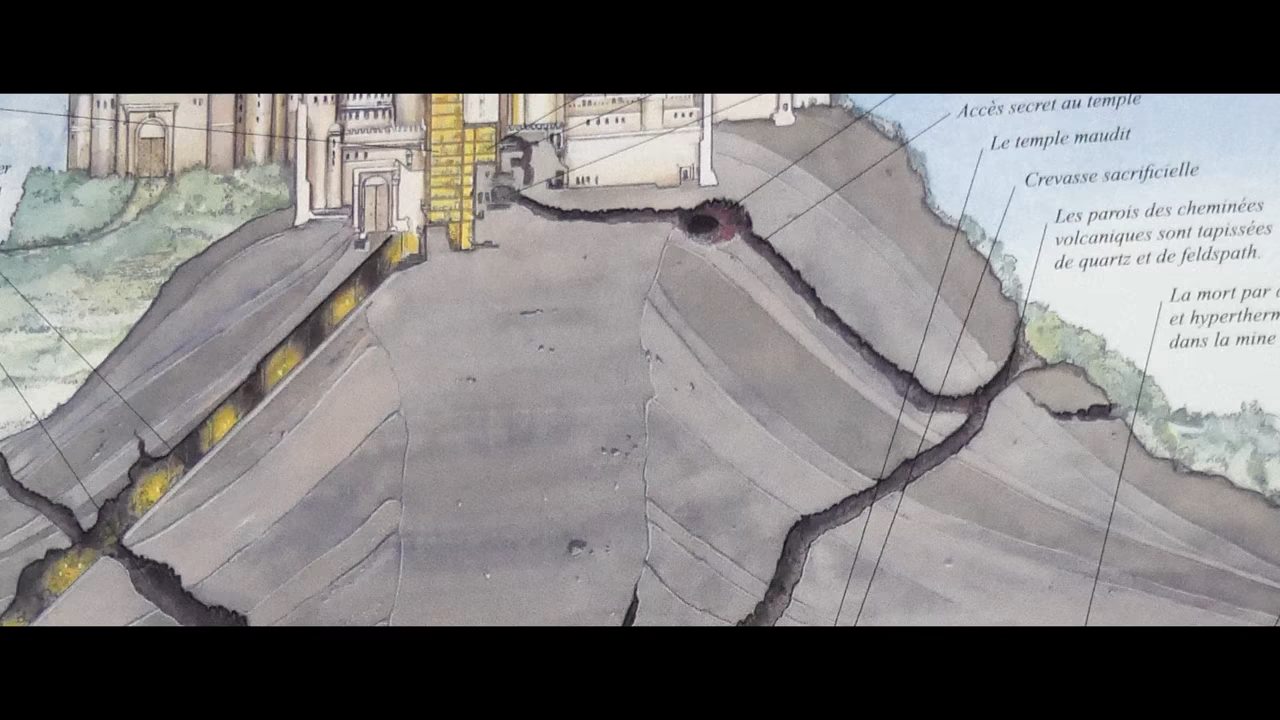 er
Accès secret au temple
Le temple maudit
Crevasse sacrificielle
Les parois des cheminées
volcaniques sont tapissées
de quartz et de feldspath.
La mort par
et hypertherm
dans la mine